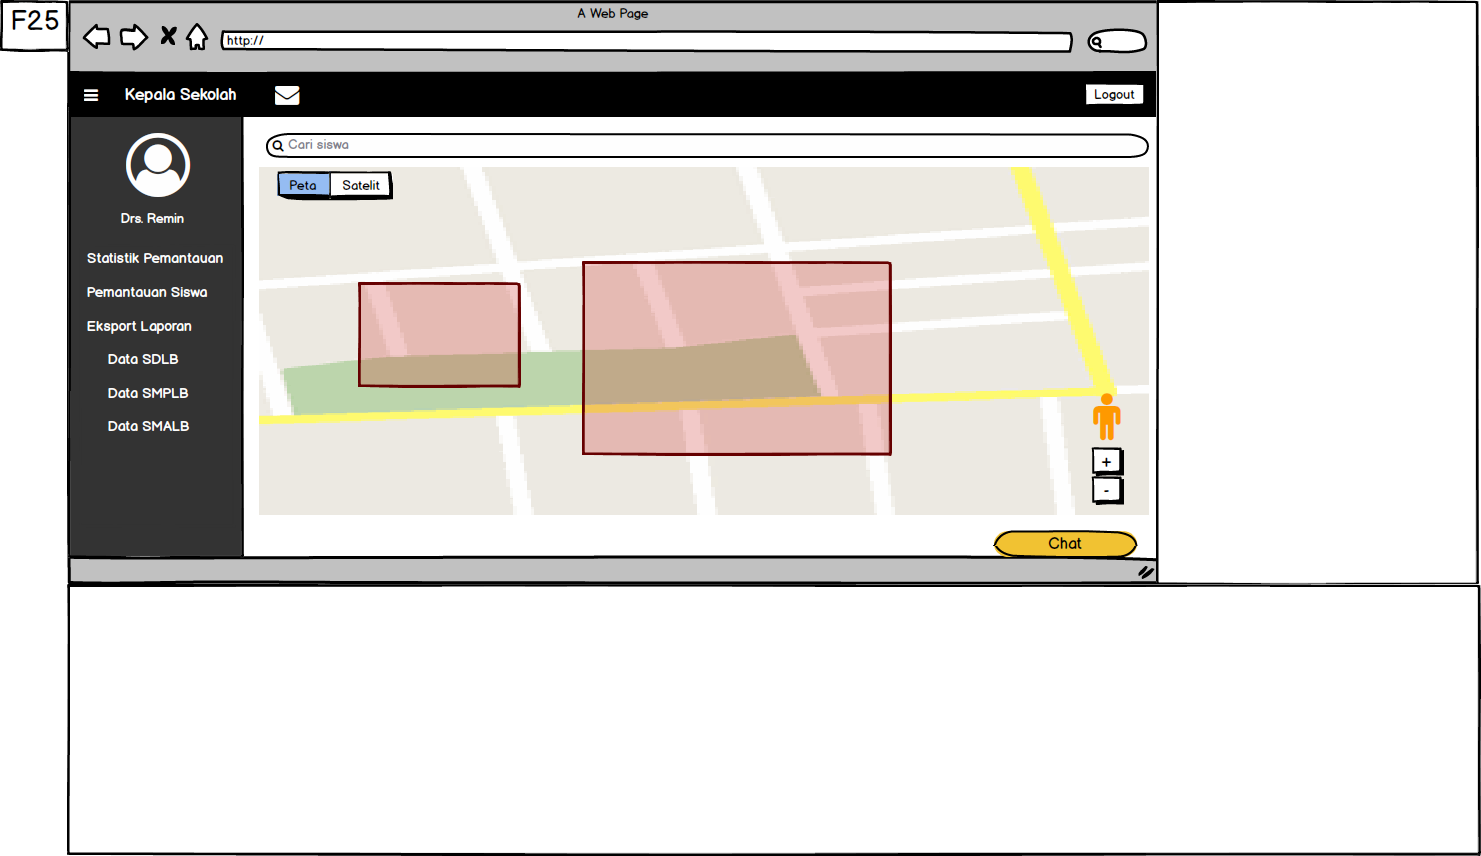 F25
A Web Page
http://
Kepala Sekolah
Logout
Drs. Remin
Statistik Pemantauan
Pemantauan Siswa
Eksport Laporan
Data SDLB
Data SMPLB
Data SMALB
Cari siswa
Peta Satelit
+
-
Chat